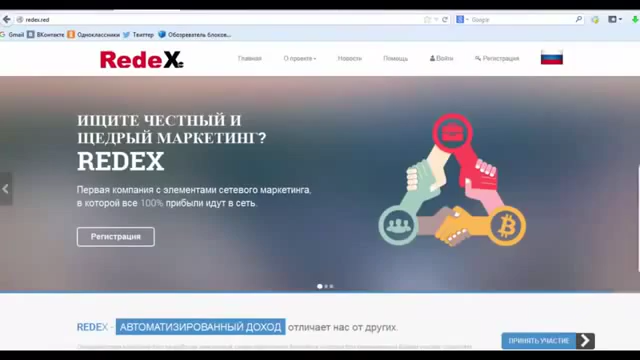 redex.red
Google
Gmail ВКонтакте Одноклассники Твиттер Обозреватель блоков...
RedeX
Главная О проекте Новости Помощь Войти Регистрация
ИЩИТЕ ЧЕСТНЫЙ И
ЩЕДРЫЙ МАРКЕТИНГ?
REDEX
Первая компания с элементами сетевого маркетинга,
в которой все 100% прибыли идут в сеть.
Регистрация
REDEX - АВТОМАТИЗИРОВАННЫЙ ДОХОД отличает нас от других.
ПРИНЯТЬ УЧАСТИЕ